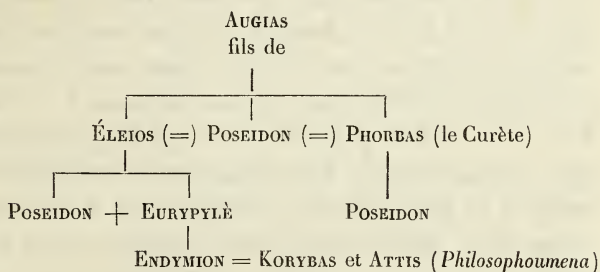 AUGIAS
fils de
ÉLEIOS (=) POSEIDON (=) PHORBAS (le Curète)
POSEIDON + EURYPYLÈ POSEIDON
ENDYMION = KORYBAS et ATTIS (Philosophoumena)